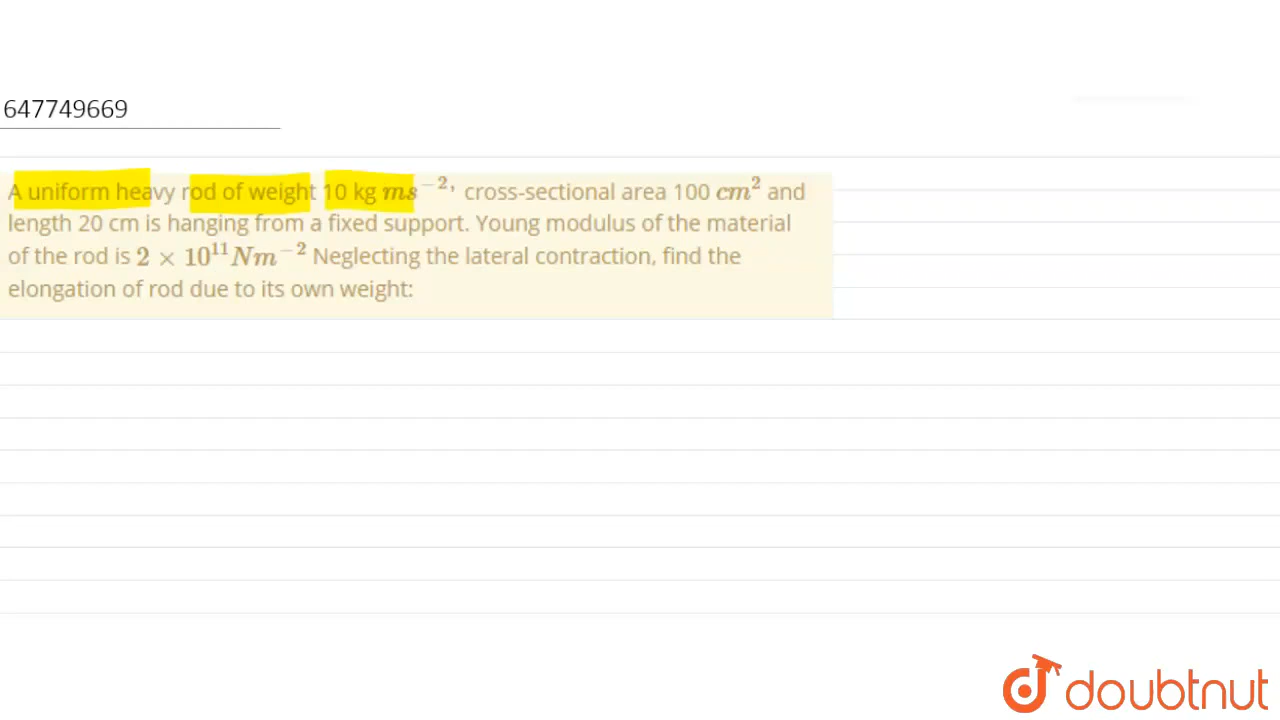 647749669
A uniform heavy rod of weight 10 kg ms⁻², cross-sectional area 100 cm² and
length 20 cm is hanging from a fixed support. Young modulus of the material
of the rod is 2 × 10¹¹Nm⁻² Neglecting the lateral contraction, find the
elongation of rod due to its own weight:
doubtnut